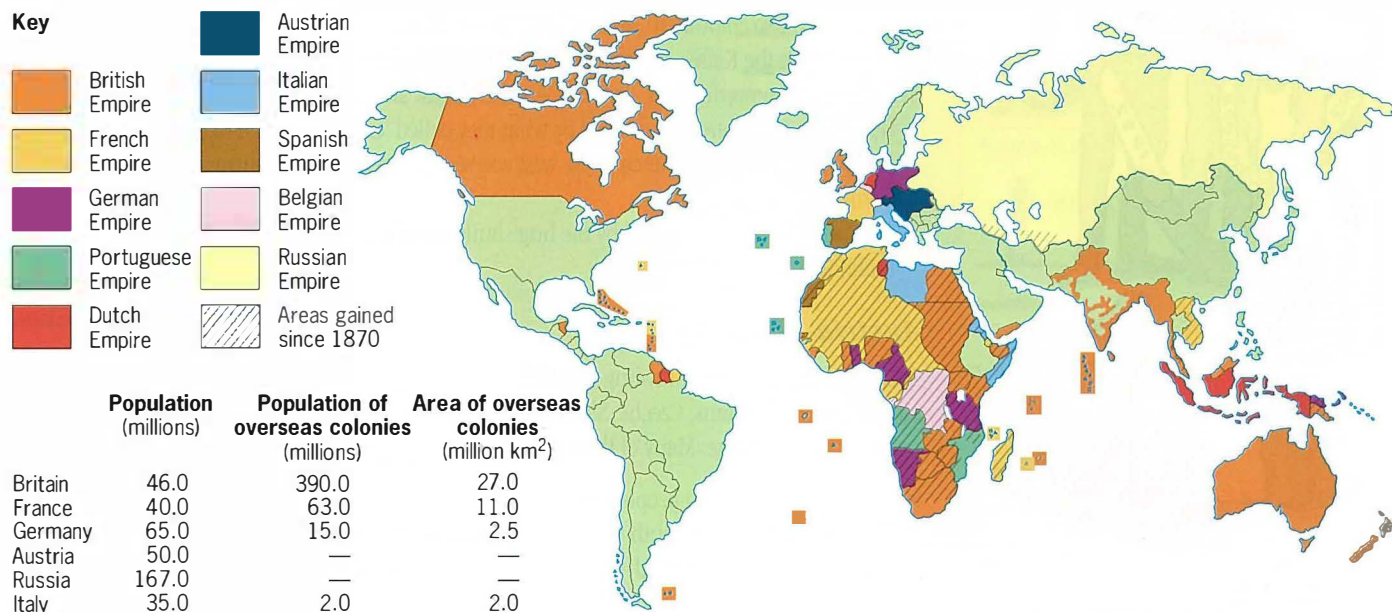 Key
British
Empire
French
Empire
German
Empire
Portuguese
Empire
Dutch
Empire
Austrian
Empire
Italian
Empire
Spanish
Empire
Belgian
Empire
Russian
Empire
Areas gained
since 1870
Population Population of Area of overseas
(millions) overseas colonies colonies
(millions) (million km²)
Britain 46.0 390.0 27.0
France 40.0 63.0 11.0
Germany 65.0 15.0 2.5
Austria 50.0 — —
Russia 167.0 — —
Italy 35.0 2.0 2.0